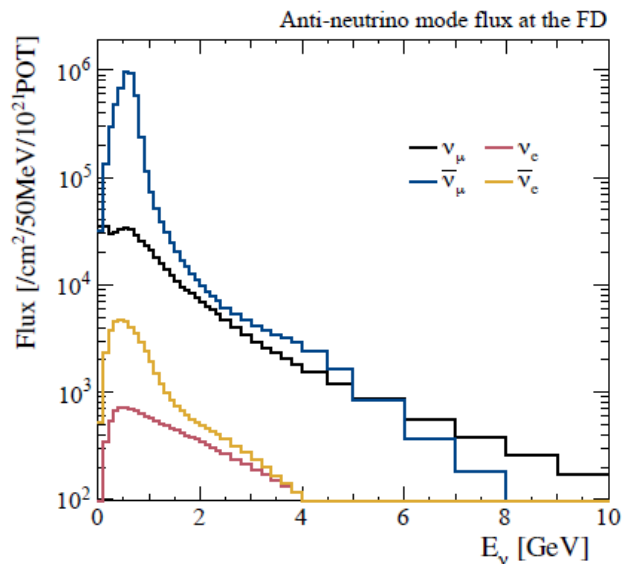 Anti-neutrino mode flux at the FD
Flux [/cm²/50MeV/10²¹POT]
10⁶
10⁵
10⁴
10³
10²
ν_μ ν_e
ν̅_μ ν̅_e
0 2 4 6 8 10
E_ν [GeV]